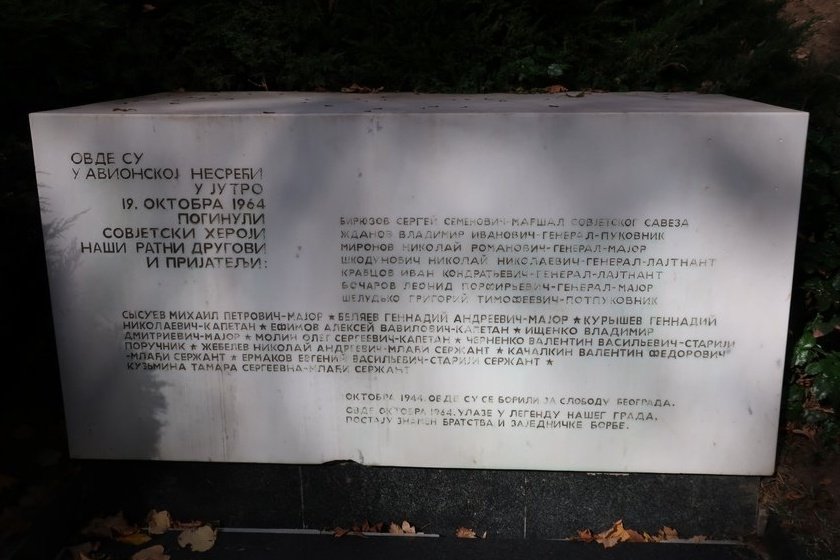 ОВДЕ СУ
У АВИОНСКОЈ НЕСРЕЋИ
У ЈУТРО
19. ОКТОБРА 1964
ПОГИНУЛИ
СОВЈЕТСКИ ХЕРОЈИ
НАШИ РАТНИ ДРУГОВИ
И ПРИЈАТЕЉИ:
БИРЮЗОВ СЕРГЕЙ СЕМЕНОВИЧ-МАРШАЛ СОВЈЕТСКОГ САВЕЗА
ЖДАНОВ ВЛАДИМИР ИВАНОВИЧ-ГЕНЕРАЛ-ПУКОВНИК
МИРОНОВ НИКОЛАЙ РОМАНОВИЧ-ГЕНЕРАЛ-МАЈОР
ШКОДУНОВИЧ НИКОЛАЙ НИКОЛАЕВИЧ-ГЕНЕРАЛ-ЛАЈТНАНТ
КРАВЦОВ ИВАН КОНДРАТЬЕВИЧ-ГЕНЕРАЛ-ЛАЈТНАНТ
БОЧАРОВ ЛЕОНИД ПОРФИРЬЕВИЧ-ГЕНЕРАЛ-МАЈОР
ШЕЛУДЬКО ГРИГОРИЙ ТИМОФЕЕВИЧ-ПОТПУКОВНИК
СЫСУЕВ МИХАИЛ ПЕТРОВИЧ-МАЈОР ★ БЕЛЯЕВ ГЕННАДИЙ АНДРЕЕВИЧ-МАЈОР ★ КУРЫШЕВ ГЕННАДИЙ
НИКОЛАЕВИЧ-КАПЕТАН ★ ЕФИМОВ АЛЕКСЕЙ ВАВИЛОВИЧ-КАПЕТАН ★ ИЩЕНКО ВЛАДИМИР
ДМИТРИЕВИЧ-МАЈОР ★ МОЛИН ОЛЕГ СЕРГЕЕВИЧ-КАПЕТАН ★ ЧЕРНЕНКО ВАЛЕНТИН ВАСИЛЬЕВИЧ-СТАРИЈИ
ПОРУЧНИК ★ ЖЕБЕЛЕВ НИКОЛАЙ АНДРЕЕВИЧ-МЛАЂИ СЕРЖАНТ ★ КАЧАЛКИН ВАЛЕНТИН ФЕДОРОВИЧ
-МЛАЂИ СЕРЖАНТ ★ ЕРМАКОВ ЕВГЕНИЙ ВАСИЛЬЕВИЧ-СТАРИЈИ СЕРЖАНТ ★
КУЗЬМИНА ТАМАРА СЕРГЕЕВНА-МЛАЂИ СЕРЖАНТ
ОКТОБРА 1944. ОВДЕ СУ СЕ БОРИЛИ ЗА СЛОБОДУ БЕОГРАДА.
ОВДЕ ОКТОБРА 1964. УЛАЗЕ У ЛЕГЕНДУ НАШЕГ ГРАДА.
ПОСТАЈУ ЗНАМЕН БРАТСТВА И ЗАЈЕДНИЧКЕ БОРБЕ.